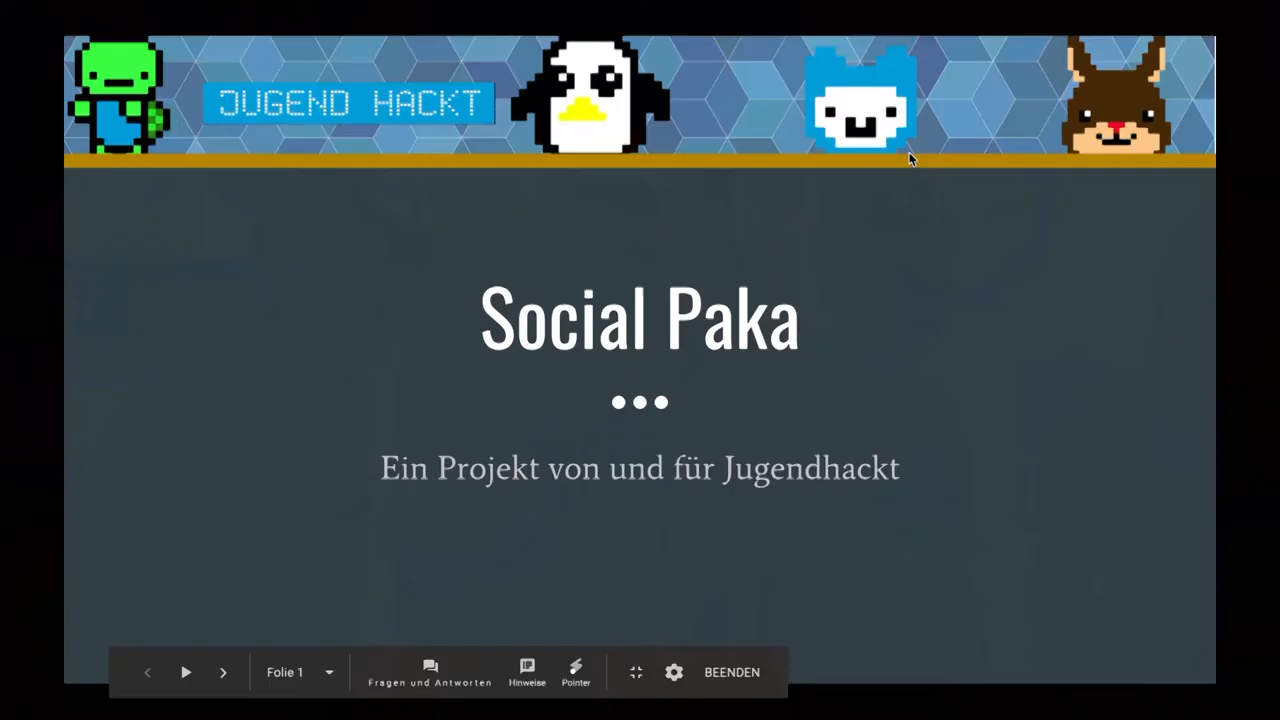 JUGEND HACKT
Social Paka
Ein Projekt von und für Jugendhackt
Folie 1
Fragen und Antworten
Hinweise
Pointer
BEENDEN